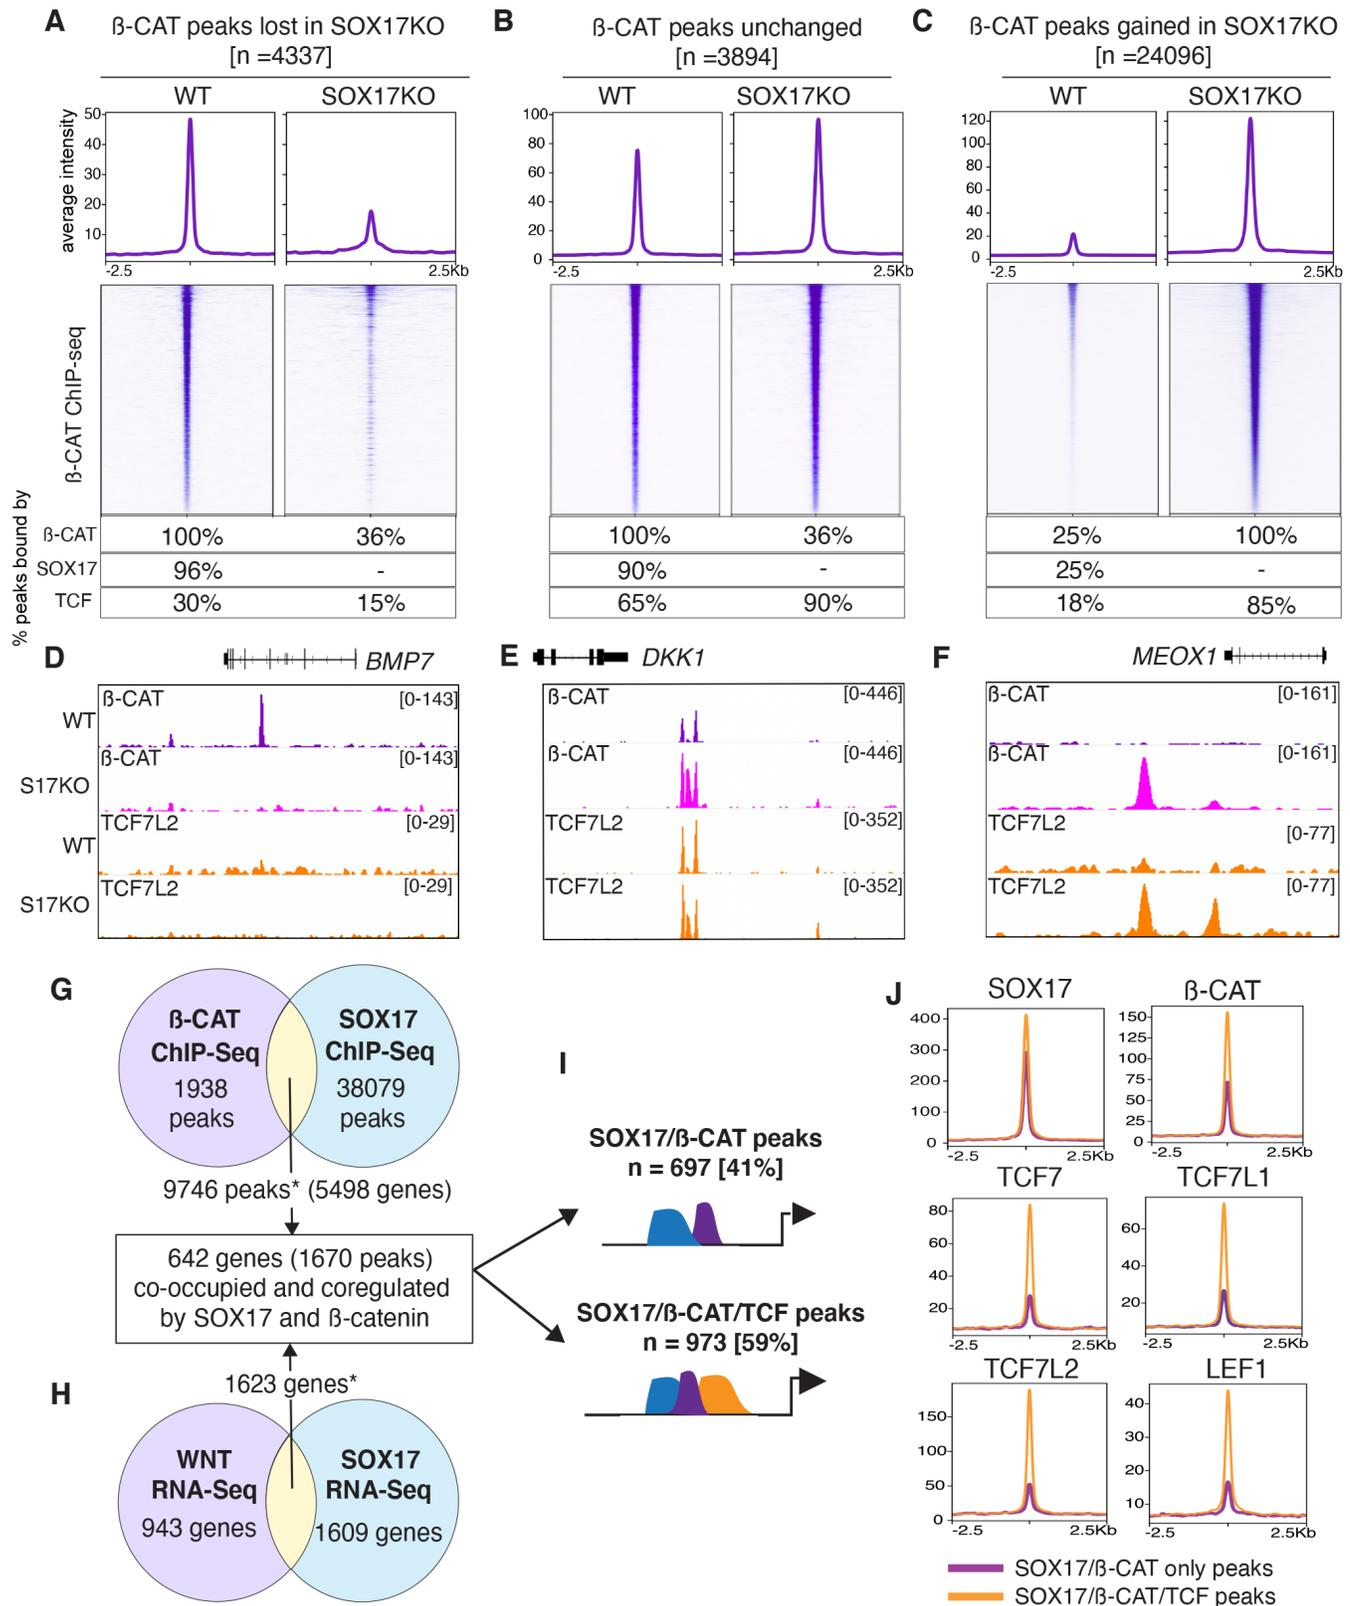 A
ß-CAT peaks lost in SOX17KO
[n =4337]
WT
SOX17KO
average intensity
50
40
30
20
10
-2.5
2.5Kb
ß-CAT ChIP-seq
% peaks bound by
ß-CAT
100%
36%
SOX17
96%
-
TCF
30%
15%
B
ß-CAT peaks unchanged
[n =3894]
WT
SOX17KO
100
80
60
40
20
0
-2.5
2.5Kb
100%
36%
90%
-
65%
90%
C
ß-CAT peaks gained in SOX17KO
[n =24096]
WT
SOX17KO
120
100
80
60
40
20
0
-2.5
2.5Kb
25%
100%
25%
-
18%
85%
D
BMP7
WT
ß-CAT
[0-143]
S17KO
ß-CAT
[0-143]
WT
TCF7L2
[0-29]
S17KO
TCF7L2
[0-29]
E
DKK1
ß-CAT
[0-446]
ß-CAT
[0-446]
TCF7L2
[0-352]
TCF7L2
[0-352]
F
MEOX1
ß-CAT
[0-161]
ß-CAT
[0-161]
TCF7L2
[0-77]
TCF7L2
[0-77]
G
ß-CAT
ChIP-Seq
1938
peaks
SOX17
ChIP-Seq
38079
peaks
9746 peaks* (5498 genes)
642 genes (1670 peaks)
co-occupied and coregulated
by SOX17 and ß-catenin
1623 genes*
H
WNT
RNA-Seq
943 genes
SOX17
RNA-Seq
1609 genes
I
SOX17/ß-CAT peaks
n = 697 [41%]
SOX17/ß-CAT/TCF peaks
n = 973 [59%]
J
SOX17
400
300
200
100
0
-2.5
2.5Kb
ß-CAT
150
125
100
75
50
25
0
-2.5
2.5Kb
TCF7
80
60
40
20
-2.5
2.5Kb
TCF7L1
60
40
20
-2.5
2.5Kb
TCF7L2
150
100
50
0
-2.5
2.5Kb
LEF1
40
30
20
10
-2.5
2.5Kb
SOX17/ß-CAT only peaks
SOX17/ß-CAT/TCF peaks